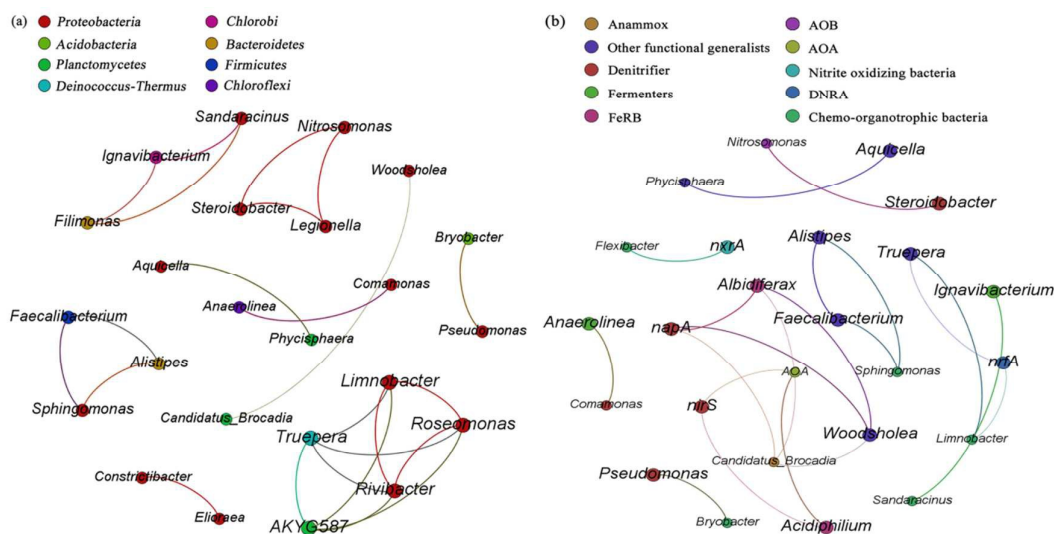 (a)
Proteobacteria
Acidobacteria
Planctomycetes
Deinococcus-Thermus
Chlorobi
Bacteroidetes
Firmicutes
Chloroflexi
Sandaracinus
Nitrosomonas
Ignavibacterium
Woodsholea
Filimonas
Steroidobacter
Legionella
Bryobacter
Aquicella
Comamonas
Anaerolinea
Faecalibacterium
Phycisphaera
Pseudomonas
Alistipes
Limnobacter
Sphingomonas
Candidatus_Brocadia
Roseomonas
Truepera
Constrictibacter
Rivibacter
Elioraea
AKYG587
(b)
Anammox
Other functional generalists
Denitrifier
Fermenters
FeRB
AOB
AOA
Nitrite oxidizing bacteria
DNRA
Chemo-organotrophic bacteria
Nitrosomonas
Aquicella
Phycisphaera
Steroidobacter
Alistipes
Flexibacter
nxrA
Truepera
Albidiferax
Ignavibacterium
Anaerolinea
napA
Faecalibacterium
nrfA
AOA
Sphingomonas
Comamonas
nirS
Woodsholea
Limnobacter
Candidatus_Brocadia
Pseudomonas
Sandaracinus
Bryobacter
Acidiphilium